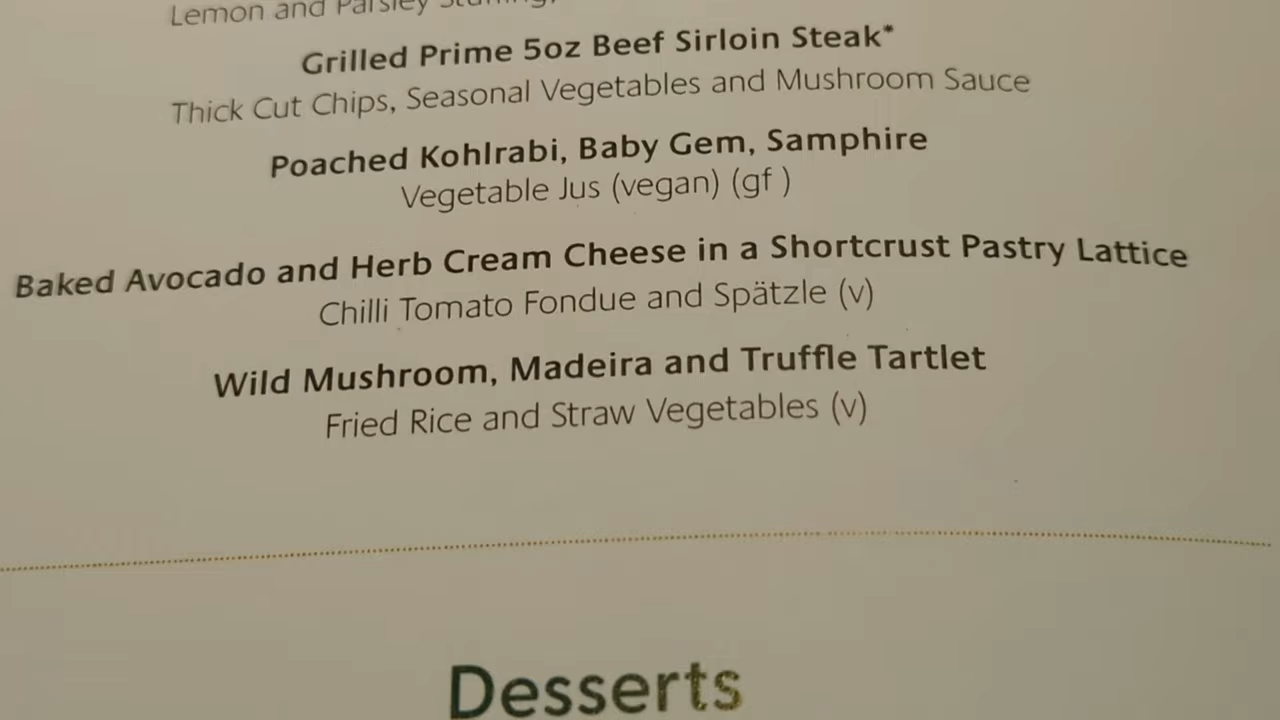 Lemon and Parsley Stuffing,
Grilled Prime 5oz Beef Sirloin Steak*
Thick Cut Chips, Seasonal Vegetables and Mushroom Sauce
Poached Kohlrabi, Baby Gem, Samphire
Vegetable Jus (vegan) (gf )
Baked Avocado and Herb Cream Cheese in a Shortcrust Pastry Lattice
Chilli Tomato Fondue and Spätzle (v)
Wild Mushroom, Madeira and Truffle Tartlet
Fried Rice and Straw Vegetables (v)
Desserts